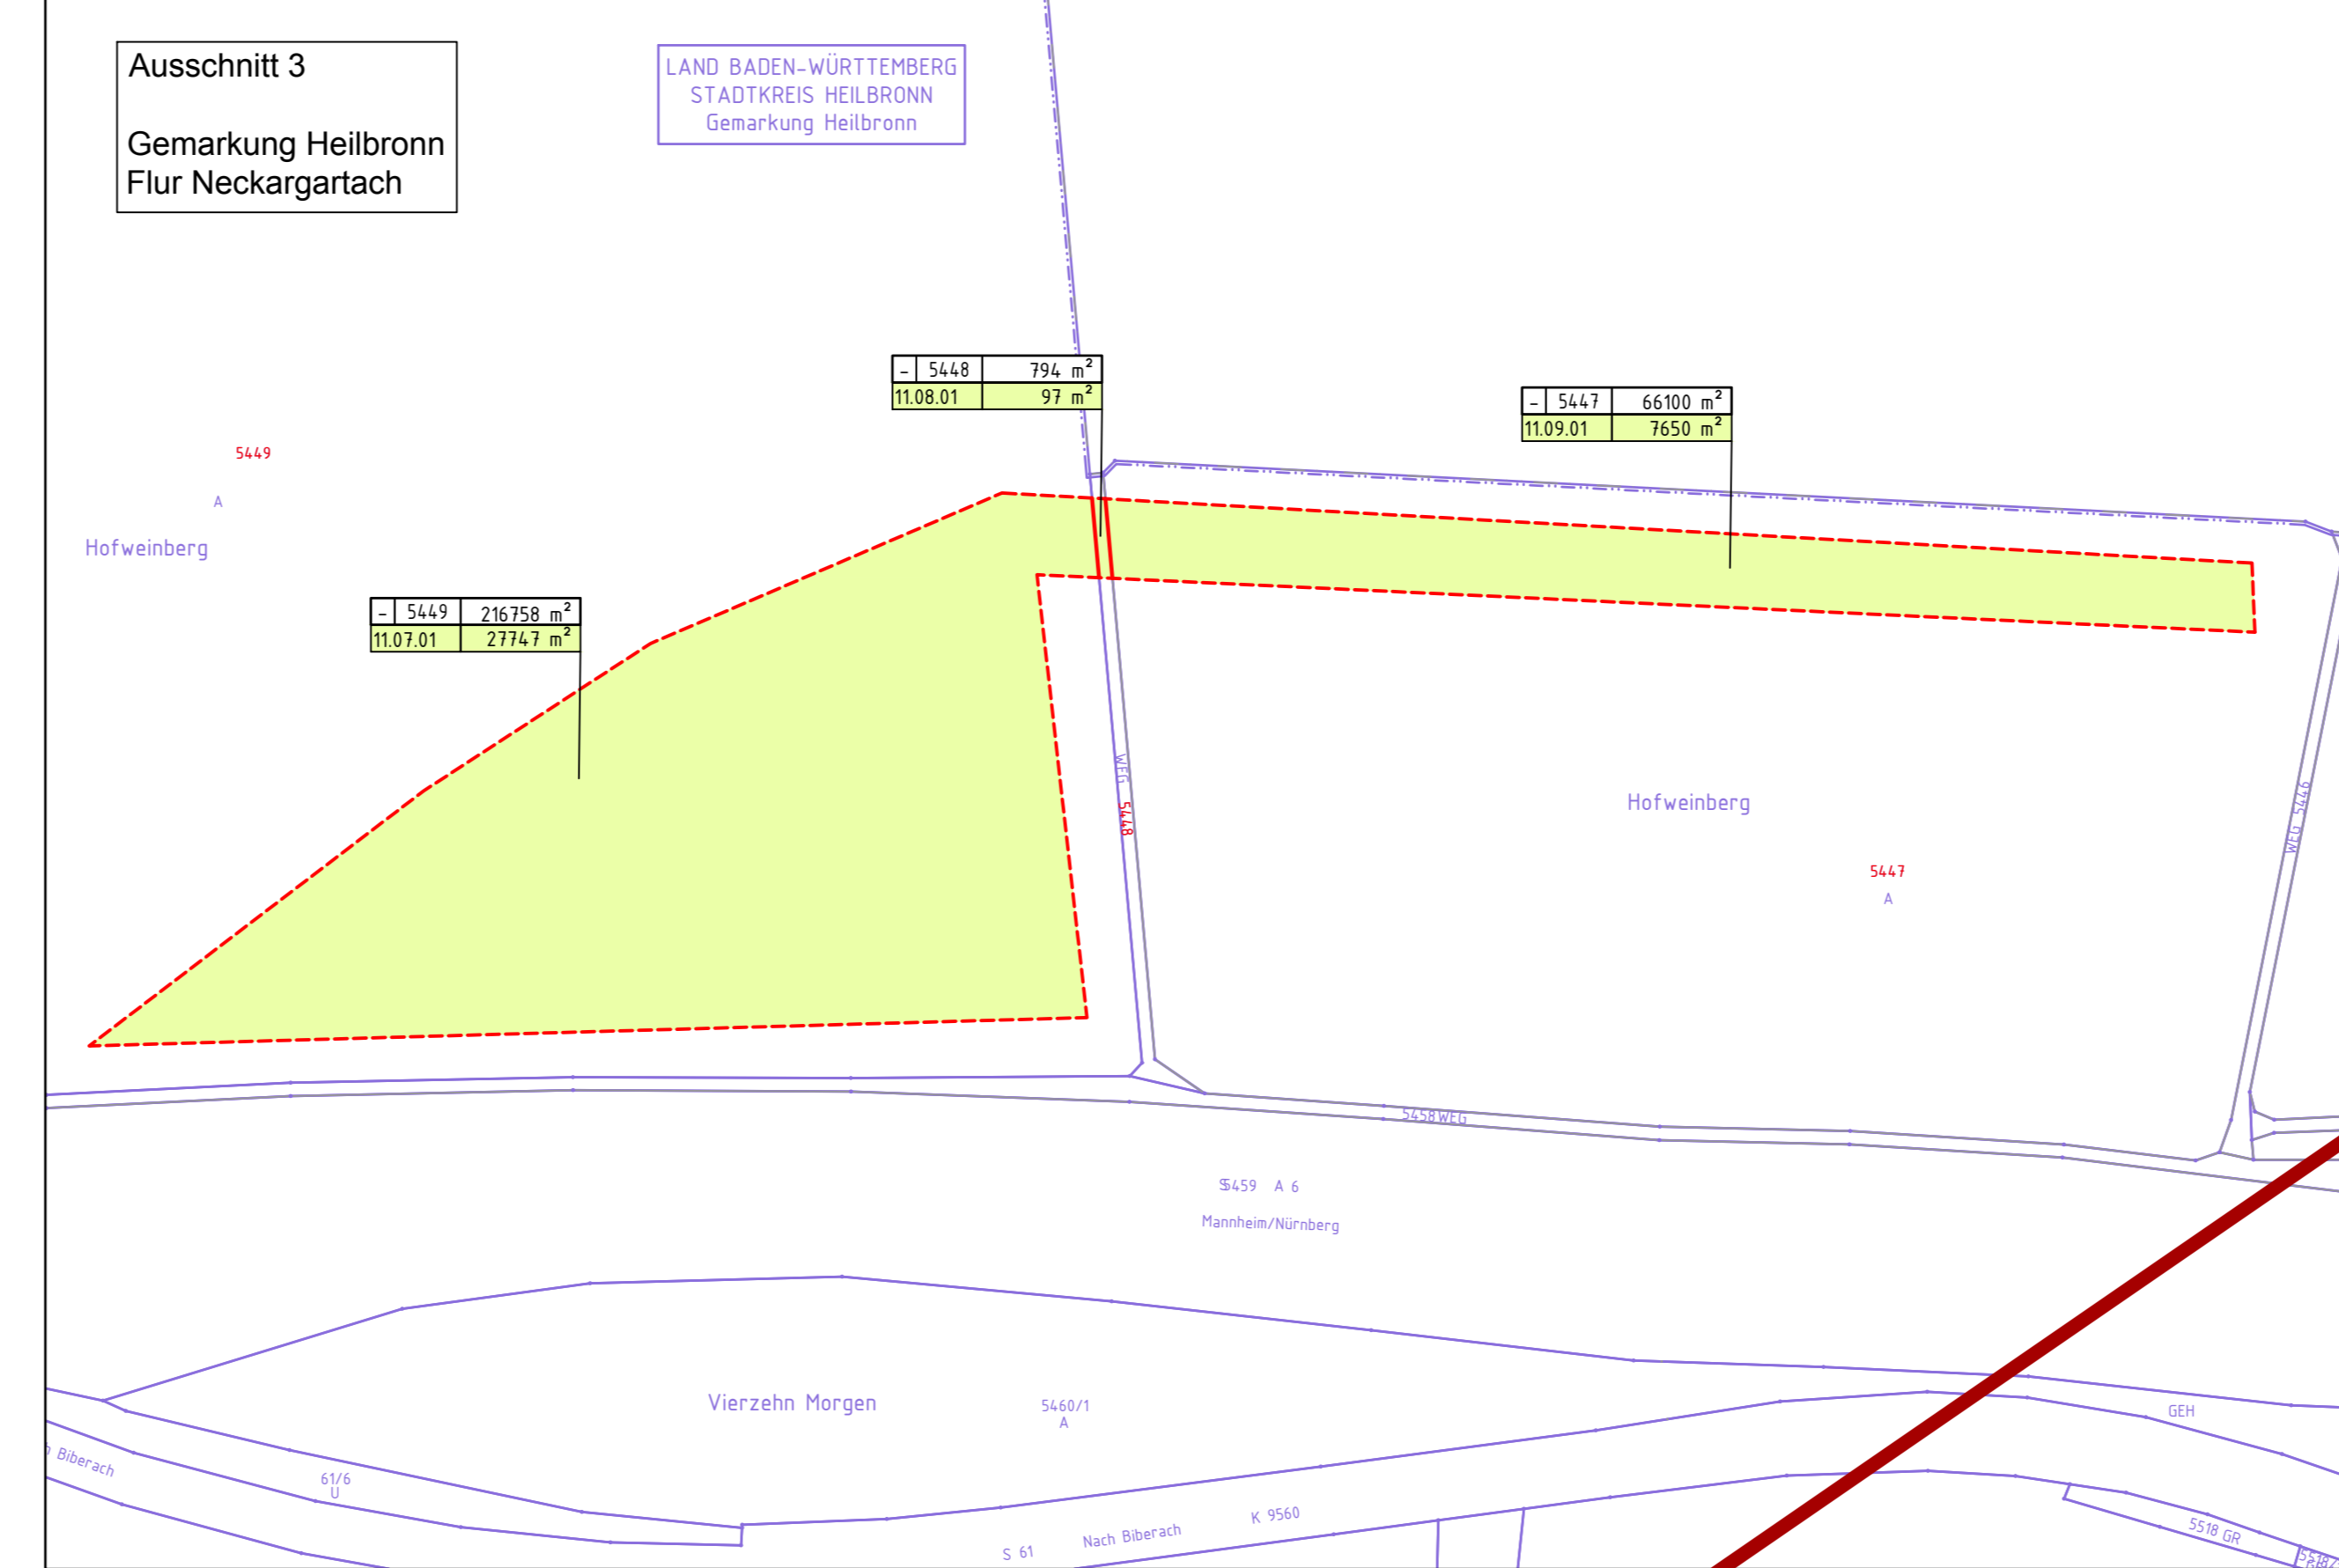 Ausschnitt 3
Gemarkung Heilbronn
Flur Neckargartach
LAND BADEN-WÜRTTEMBERG
STADTKREIS HEILBRONN
Gemarkung Heilbronn
- 5448 794 m²
11.08.01 97 m²
- 5447 66100 m²
11.09.01 7650 m²
5449
A
Hofweinberg
- 5449 216758 m²
11.07.01 27747 m²
WEG 5448
Hofweinberg
5447
A
WEG 5446
5458WEG
5459 A 6
Mannheim/Nürnberg
Vierzehn Morgen
5460/1
A
GEH
Biberach
61/6
U
S 61
Nach Biberach
K 9560
5518 GR